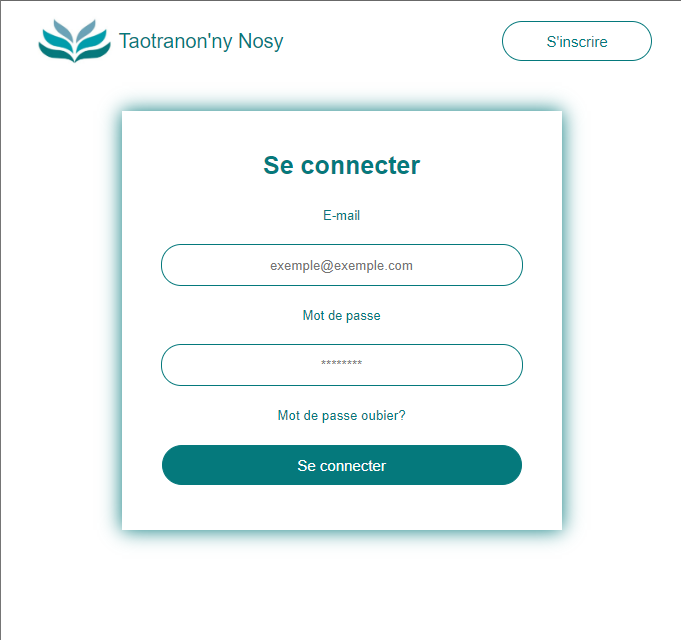 Taotranon'ny Nosy
S'inscrire
Se connecter
E-mail
exemple@exemple.com
Mot de passe
********
Mot de passe oubier?
Se connecter